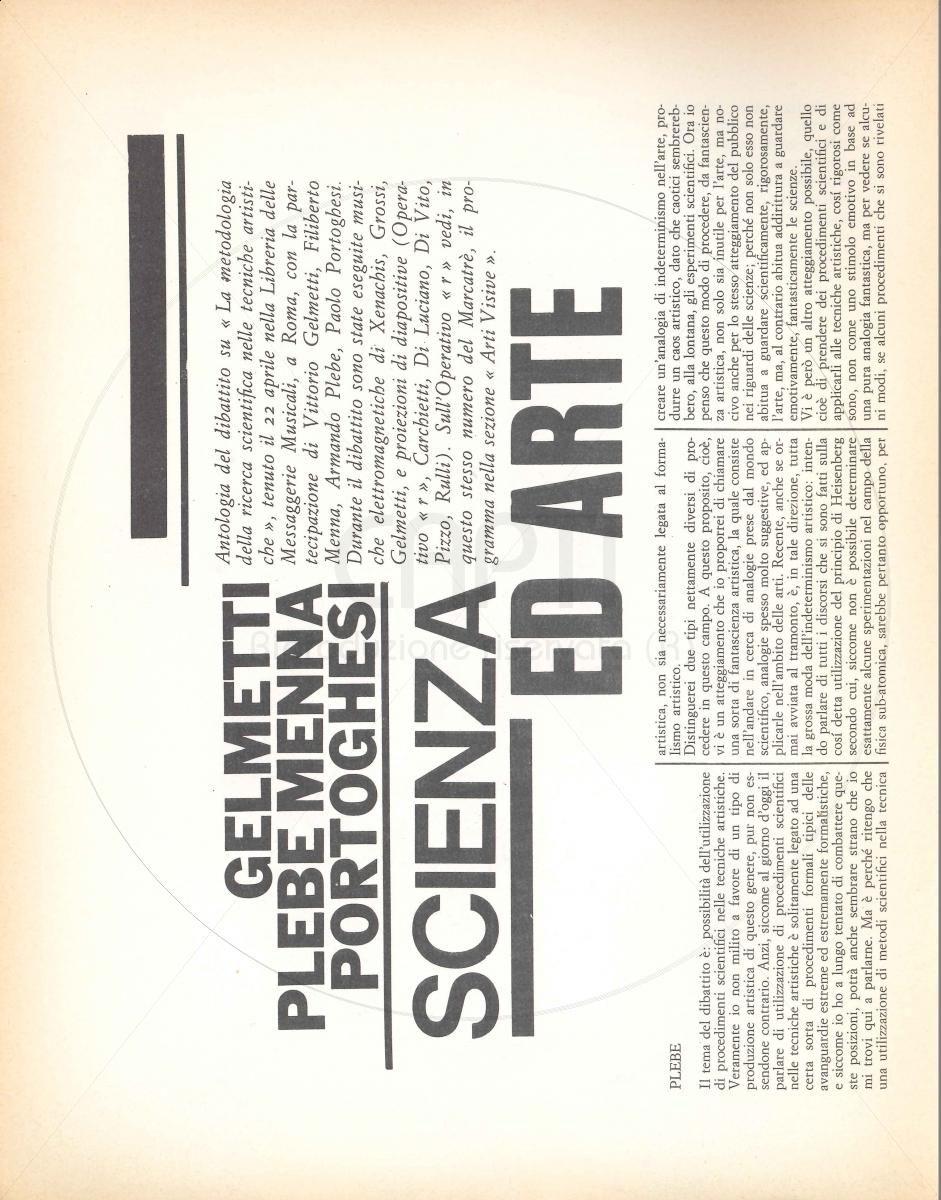 GELMETTI
PLEBE MENNA
PORTOGHESI
SCIENZA
ED ARTE
Antologia del dibattito su « La metodologia
della ricerca scientifica nelle tecniche artisti-
che », tenuto il 22 aprile nella Libreria delle
Messaggerie Musicali, a Roma, con la par-
tecipazione di Vittorio Gelmetti, Filiberto
Menna, Armando Plebe, Paolo Portoghesi.
Durante il dibattito sono state eseguite musi-
che elettromagnetiche di Xenachis, Grossi,
Gelmetti, e proiezioni di diapositive (Opera-
tivo « r », Carchietti, Di Luciano, Di Vito,
Pizzo, Rulli). Sull'Operativo « r » vedi, in
questo stesso numero del Marcatrè, il pro-
gramma nella sezione « Arti Visive ».
PLEBE
Il tema del dibattito è: possibilità dell'utilizzazione
di procedimenti scientifici nelle tecniche artistiche.
Veramente io non milito a favore di un tipo di
produzione artistica di questo genere, pur non es-
sendone contrario. Anzi, siccome al giorno d'oggi il
parlare di utilizzazione di procedimenti scientifici
nelle tecniche artistiche è solitamente legato ad una
certa sorta di procedimenti formali tipici delle
avanguardie estreme ed estremamente formalistiche,
e siccome io ho a lungo tentato di combattere que-
ste posizioni, potrà anche sembrare strano che io
mi trovi qui a parlarne. Ma è perché ritengo che
una utilizzazione di metodi scientifici nella tecnica
artistica, non sia necessariamente legata al forma-
lismo artistico.
Distinguerei due tipi nettamente diversi di pro-
cedere in questo campo. A questo proposito, cioè,
vi è un atteggiamento che io proporrei di chiamare
una sorta di fantascienza artistica, la quale consiste
nell'andare in cerca di analogie prese dal mondo
scientifico, analogie spesso molto suggestive, ed ap-
plicarle nell'ambito delle arti. Recente, anche se or-
mai avviata al tramonto, è, in tale direzione, tutta
la grossa moda dell'indeterminismo artistico: inten-
do parlare di tutti i discorsi che si sono fatti sulla
cosí detta utilizzazione del principio di Heisenberg
secondo cui, siccome non è possibile determinare
esattamente alcune sperimentazioni nel campo della
fisica sub-atomica, sarebbe pertanto opportuno, per
creare un'analogia di indeterminismo nell'arte, pro-
durre un caos artistico, dato che caotici sembrereb-
bero, alla lontana, gli esperimenti scientifici. Ora io
penso che questo modo di procedere, da fantascien-
za artistica, non solo sia inutile per l'arte, ma no-
civo anche per lo stesso atteggiamento del pubblico
nei riguardi delle scienze; perché non solo esso non
abitua a guardare scientificamente, rigorosamente,
l'arte, ma, al contrario abitua addirittura a guardare
emotivamente, fantasticamente le scienze.
Vi è però un altro atteggiamento possibile, quello
cioè di prendere dei procedimenti scientifici e di
applicarli alle tecniche artistiche, cosí rigorosi come
sono, non come uno stimolo emotivo in base ad
una pura analogia fantastica, ma per vedere se alcu-
ni modi, se alcuni procedimenti che si sono rivelati